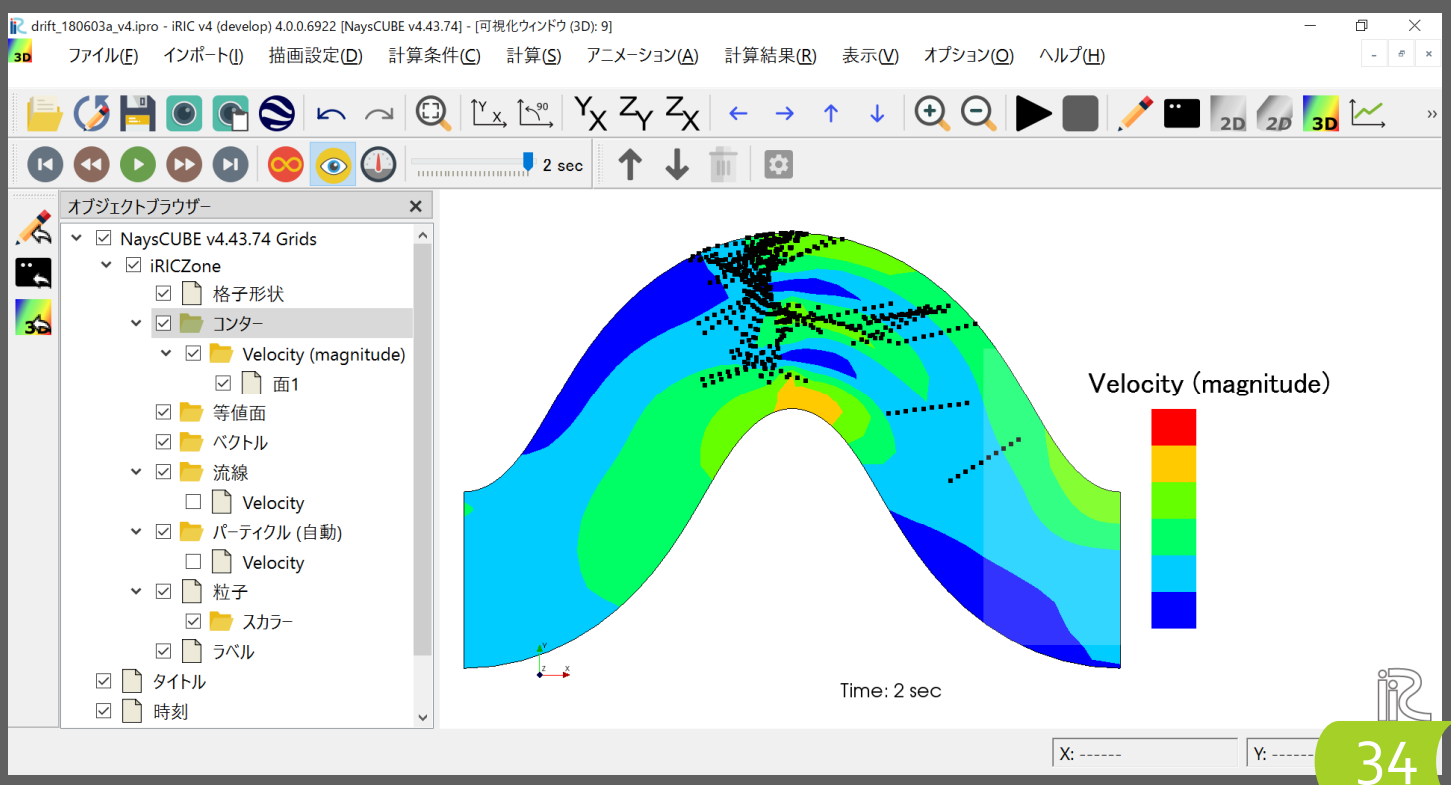 drift_180603a_v4.ipro - iRIC v4 (develop) 4.0.0.6922 [NaysCUBE v4.43.74] - [可視化ウィンドウ (3D): 9]
3D ファイル(F) インポート(I) 描画設定(D) 計算条件(C) 計算(S) アニメーション(A) 計算結果(R) 表示(V) オプション(O) ヘルプ(H)
Y X 90 Y X Z Y Z X 2D 2D 3D »
2 sec
オブジェクトブラウザー
NaysCUBE v4.43.74 Grids
iRICZone
格子形状
コンター
Velocity (magnitude)
面1
等値面
ベクトル
流線
Velocity
パーティクル (自動)
Velocity
粒子
スカラー
ラベル
タイトル
時刻
3D
Velocity (magnitude)
Y
Z X
Time: 2 sec
iRIC
X: ------ Y: ------
34